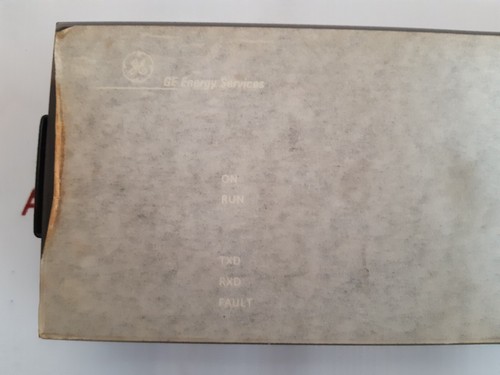 GE Energy Services
ON
RUN
TXD
RXD
FAULT
A